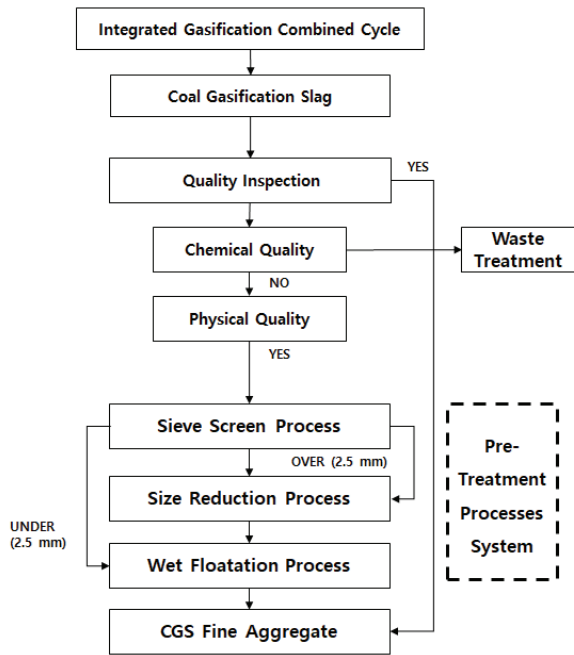 Integrated Gasification Combined Cycle
Coal Gasification Slag
YES
Quality Inspection
Chemical Quality
Waste
Treatment
NO
Physical Quality
YES
Sieve Screen Process
OVER (2.5 mm)
Size Reduction Process
Pre-
Treatment
Processes
System
UNDER
(2.5 mm)
Wet Floatation Process
CGS Fine Aggregate